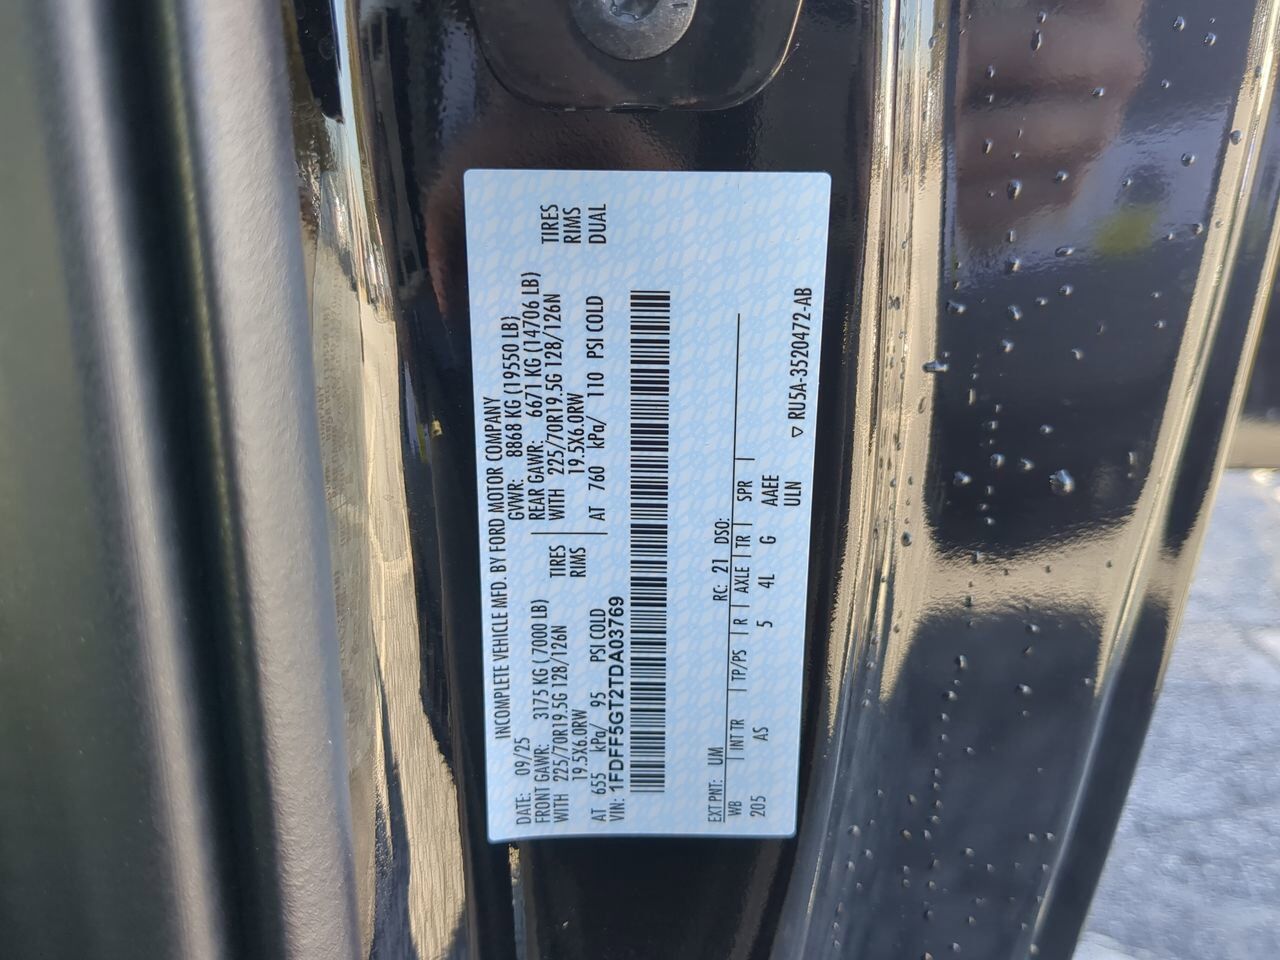 INCOMPLETE VEHICLE MFD. BY FORD MOTOR COMPANY
DATE: 09/25 GVWR: 8868 KG (19550 LB)
FRONT GAWR: 3175 KG (7000 LB) REAR GAWR: 6671 KG (14706 LB)
WITH 225/70R19.5G 128/126N TIRES WITH 225/70R19.5G 128/126N TIRES
19.5X6.0RW RIMS 19.5X6.0RW RIMS
AT 655 kPa/ 95 PSI COLD AT 760 kPa/ 110 PSI COLD DUAL
VIN: 1FDFF5GT2TDA03769
EXT PNT: UM RC: 21 DSO:
WB INT TR TP/PS R AXLE TR SPR
205 AS 5 4L G AAEE
ULN
▽ RU5A-3520472-AB